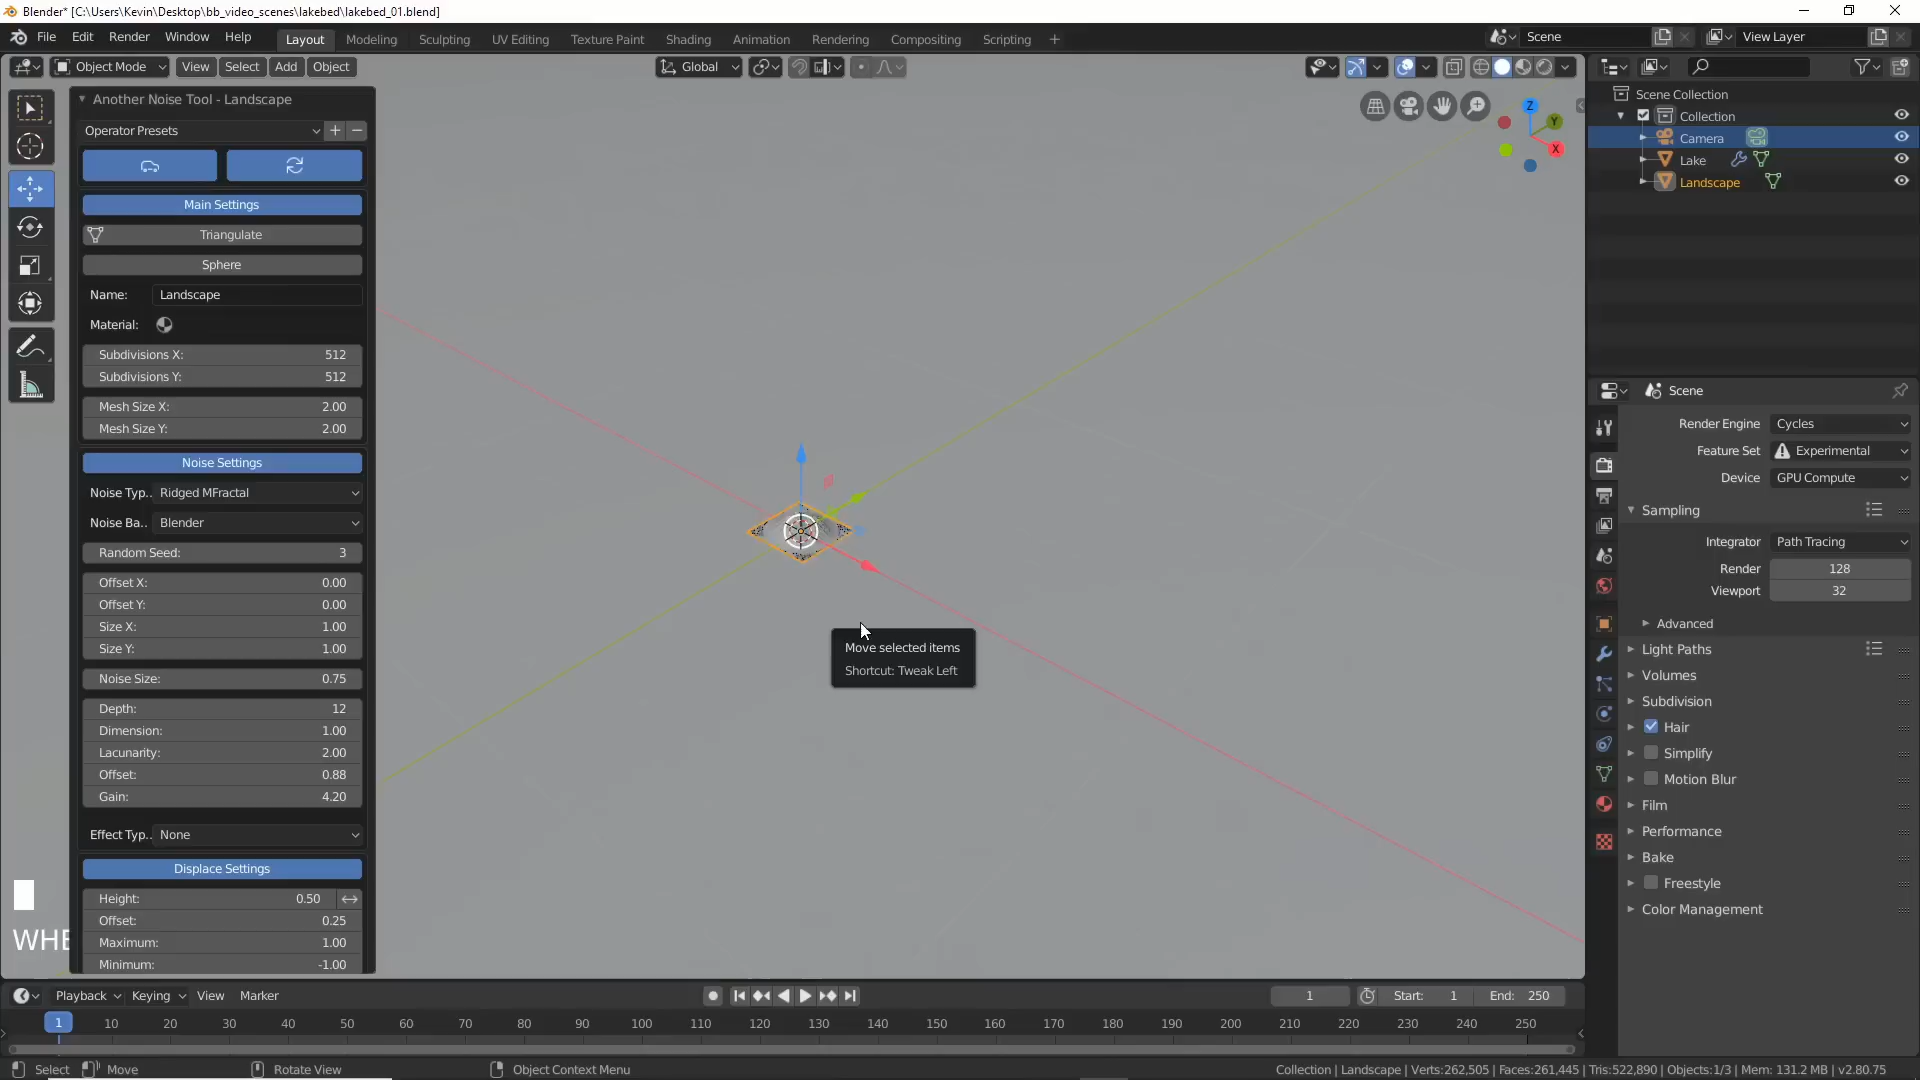 Blender* [C:\Users\Kevin\Desktop\bb_video_scenes\lakebed\lakebed_01.blend]
File Edit Render Window Help Layout Modeling Sculpting UV Editing Texture Paint Shading Animation Rendering Compositing Scripting + Scene View Layer
Object Mode View Select Add Object Global
Another Noise Tool - Landscape
Operator Presets + −
Main Settings
Triangulate
Sphere
Name: Landscape
Material:
Subdivisions X: 512
Subdivisions Y: 512
Mesh Size X: 2.00
Mesh Size Y: 2.00
Noise Settings
Noise Typ.. Ridged MFractal
Noise Ba.. Blender
Random Seed: 3
Offset X: 0.00
Offset Y: 0.00
Size X: 1.00
Size Y: 1.00
Noise Size: 0.75
Depth: 12
Dimension: 1.00
Lacunarity: 2.00
Offset: 0.88
Gain: 4.20
Effect Typ.. None
Displace Settings
Height: 0.50
Offset: 0.25
Maximum: 1.00
Minimum: -1.00
WHE
Z
Y
X
Move selected items
Shortcut: Tweak Left
Scene Collection
Collection
Camera
Lake
Landscape
Scene
Render Engine Cycles
Feature Set Experimental
Device GPU Compute
Sampling
Integrator Path Tracing
Render 128
Viewport 32
Advanced
Light Paths
Volumes
Subdivision
Hair
Simplify
Motion Blur
Film
Performance
Bake
Freestyle
Color Management
Playback Keying View Marker 1 Start: 1 End: 250
1 10 20 30 40 50 60 70 80 90 100 110 120 130 140 150 160 170 180 190 200 210 220 230 240 250
Select Move Rotate View Object Context Menu Collection | Landscape | Verts:262,505 | Faces:261,445 | Tris:522,890 | Objects:1/3 | Mem: 131.2 MB | v2.80.75